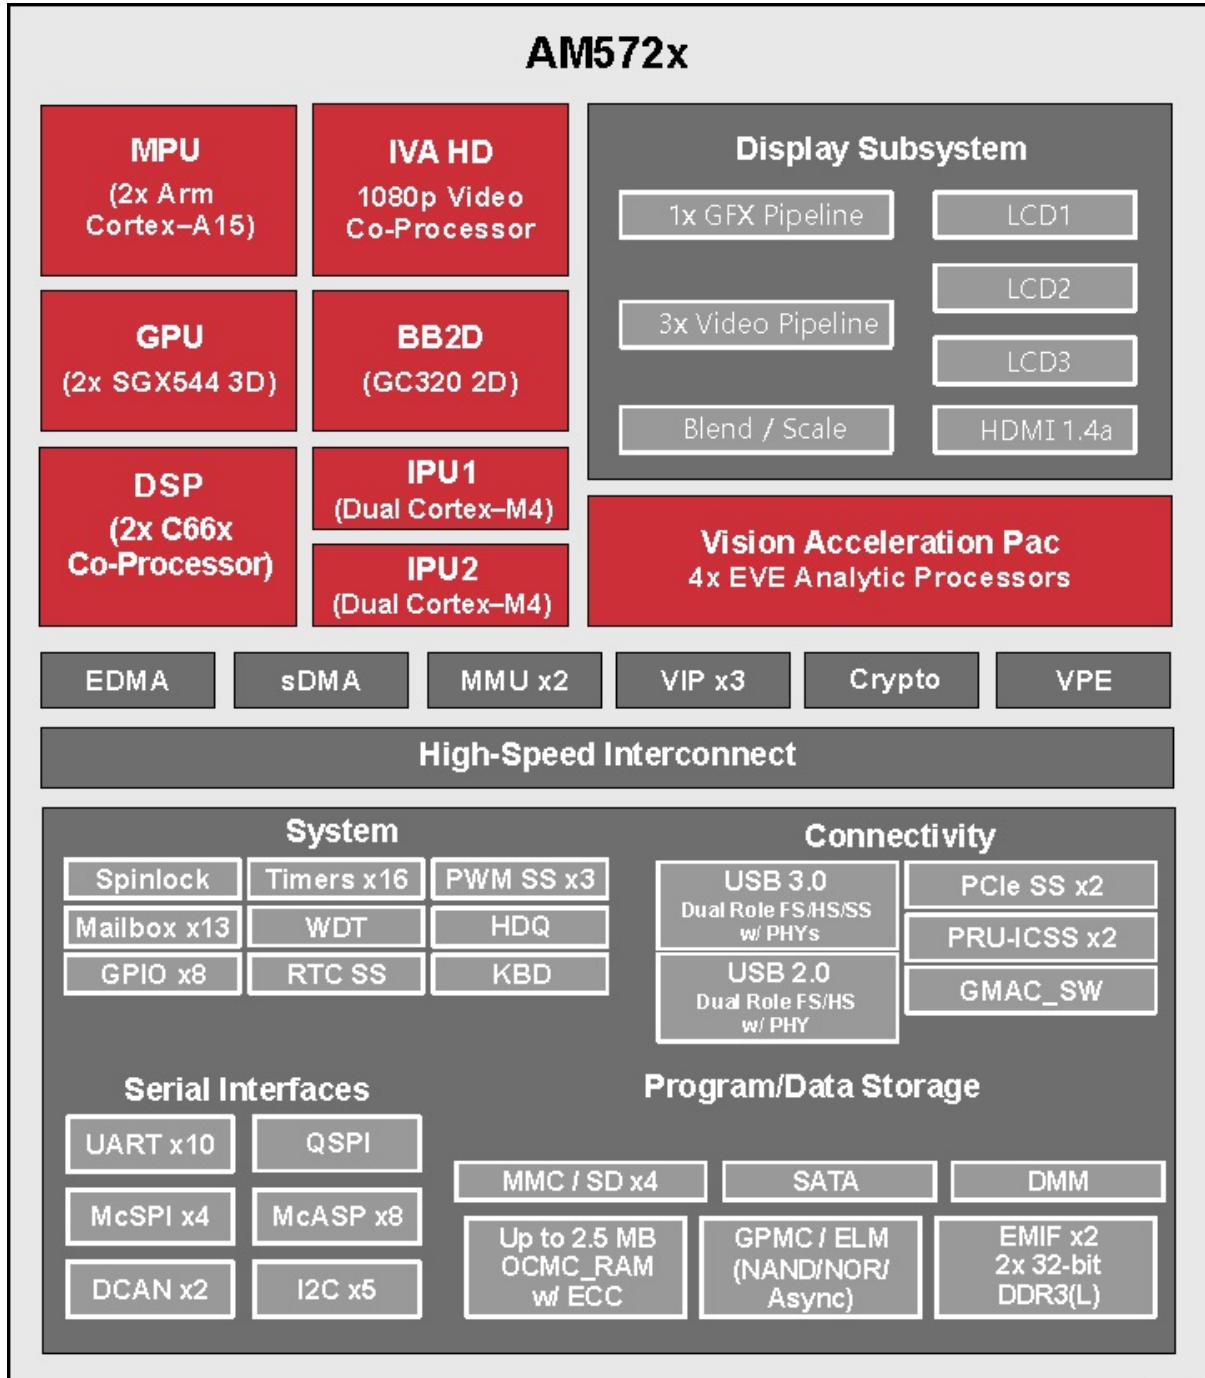 AM572x
MPU
(2x Arm
Cortex–A15)
IVA HD
1080p Video
Co-Processor
GPU
(2x SGX544 3D)
BB2D
(GC320 2D)
DSP
(2x C66x
Co-Processor)
IPU1
(Dual Cortex–M4)
IPU2
(Dual Cortex–M4)
Display Subsystem
1x GFX Pipeline
LCD1
LCD2
3x Video Pipeline
LCD3
Blend / Scale
HDMI 1.4a
Vision Acceleration Pac
4x EVE Analytic Processors
EDMA
sDMA
MMU x2
VIP x3
Crypto
VPE
High-Speed Interconnect
System
Spinlock
Timers x16
PWM SS x3
Mailbox x13
WDT
HDQ
GPIO x8
RTC SS
KBD
Connectivity
USB 3.0
Dual Role FS/HS/SS
w/ PHYs
USB 2.0
Dual Role FS/HS
w/ PHY
PCIe SS x2
PRU-ICSS x2
GMAC_SW
Serial Interfaces
UART x10
QSPI
McSPI x4
McASP x8
DCAN x2
I2C x5
Program/Data Storage
MMC / SD x4
SATA
DMM
Up to 2.5 MB
OCMC_RAM
w/ ECC
GPMC / ELM
(NAND/NOR/
Async)
EMIF x2
2x 32-bit
DDR3(L)